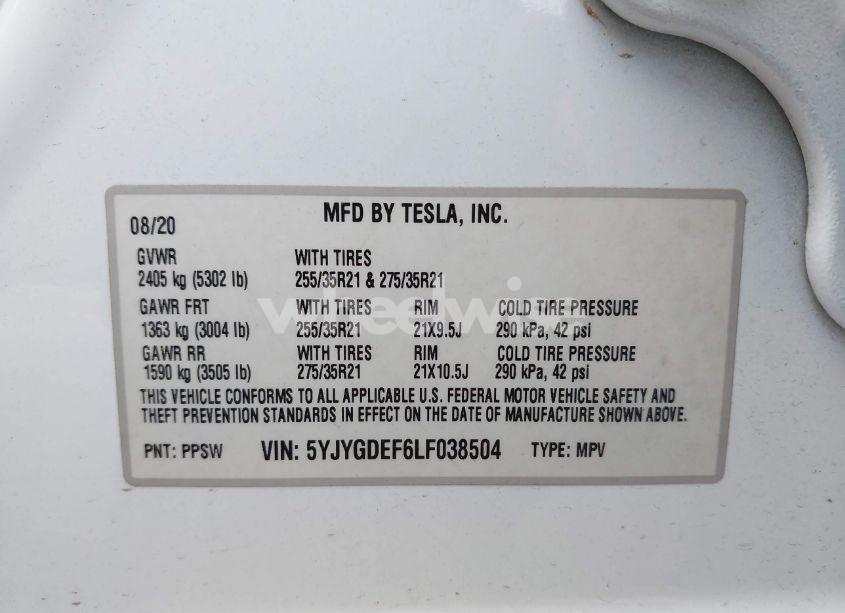 MFD BY TESLA, INC.
08/20
GVWR WITH TIRES
2405 kg (5302 lb) 255/35R21 & 275/35R21
GAWR FRT WITH TIRES RIM COLD TIRE PRESSURE
1363 kg (3004 lb) 255/35R21 21X9.5J 290 kPa, 42 psi
GAWR RR WITH TIRES RIM COLD TIRE PRESSURE
1590 kg (3505 lb) 275/35R21 21X10.5J 290 kPa, 42 psi
THIS VEHICLE CONFORMS TO ALL APPLICABLE U.S. FEDERAL MOTOR VEHICLE SAFETY AND
THEFT PREVENTION STANDARDS IN EFFECT ON THE DATE OF MANUFACTURE SHOWN ABOVE.
PNT: PPSW VIN: 5YJYGDEF6LF038504 TYPE: MPV